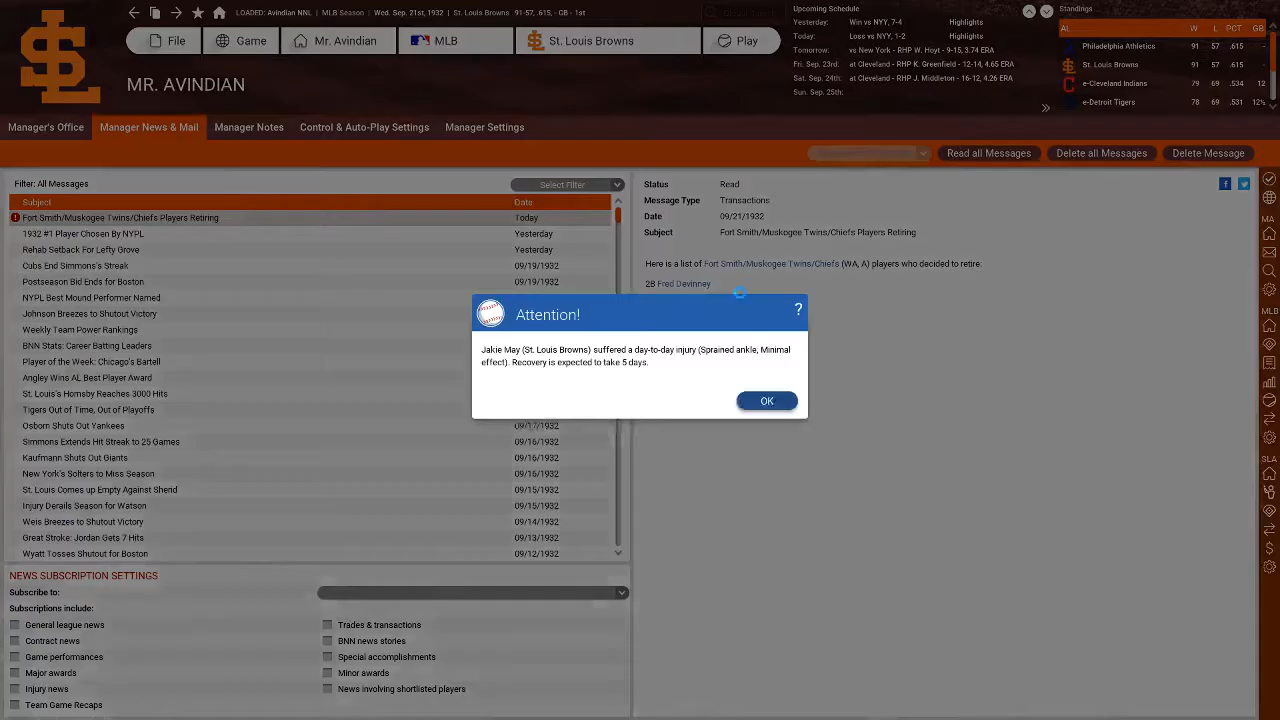 LOADED: Avindian NNL | MLB Season | Wed. Sep. 21st, 1932 | St. Louis Browns 91-57, .615, - GB - 1st
File Game Mr. Avindian MLB St. Louis Browns Play
MR. AVINDIAN
Upcoming Schedule
Yesterday: Win vs NYY, 7-4 Highlights
Today: Loss vs NYY, 1-2 Highlights
Tomorrow: vs New York - RHP W. Hoyt - 9-15, 3.74 ERA
Fri. Sep. 23rd: at Cleveland - RHP K. Greenfield - 12-14, 4.65 ERA
Sat. Sep. 24th: at Cleveland - RHP J. Middleton - 16-12, 4.26 ERA
Sun. Sep. 25th:
Standings
AL W L PCT GB
Philadelphia Athletics 91 57 .615 -
St. Louis Browns 91 57 .615 -
e-Cleveland Indians 79 69 .534 12
e-Detroit Tigers 78 69 .531 12½
Manager's Office Manager News & Mail Manager Notes Control & Auto-Play Settings Manager Settings
Read all Messages Delete all Messages Delete Message
Filter: All Messages Select Filter
Subject Date
Fort Smith/Muskogee Twins/Chiefs Players Retiring Today
1932 #1 Player Chosen By NYPL Yesterday
Rehab Setback For Lefty Grove Yesterday
Cubs End Simmons's Streak 09/19/1932
Postseason Bid Ends for Boston 09/19/1932
NYPL Best Mound Performer Named
Johnson Breezes to Shutout Victory
Weekly Team Power Rankings
BNN Stats: Career Batting Leaders
Player of the Week: Chicago's Bartell
Angley Wins AL Best Player Award
St. Louis's Hornsby Reaches 3000 Hits
Tigers Out of Time, Out of Playoffs
Osborn Shuts Out Yankees 09/17/1932
Simmons Extends Hit Streak to 25 Games 09/16/1932
Kaufmann Shuts Out Giants 09/16/1932
New York's Solters to Miss Season 09/16/1932
St. Louis Comes up Empty Against Shend 09/15/1932
Injury Derails Season for Watson 09/15/1932
Weis Breezes to Shutout Victory 09/14/1932
Great Stroke: Jordan Gets 7 Hits 09/13/1932
Wyatt Tosses Shutout for Boston 09/12/1932
Status Read
Message Type Transactions
Date 09/21/1932
Subject Fort Smith/Muskogee Twins/Chiefs Players Retiring
Here is a list of Fort Smith/Muskogee Twins/Chiefs (WA, A) players who decided to retire:
2B Fred Devinney
Attention!
?
Jakie May (St. Louis Browns) suffered a day-to-day injury (Sprained ankle, Minimal
effect). Recovery is expected to take 5 days.
OK
NEWS SUBSCRIPTION SETTINGS
Subscribe to:
Subscriptions include:
General league news Trades & transactions
Contract news BNN news stories
Game performances Special accomplishments
Major awards Minor awards
Injury news News involving shortlisted players
Team Game Recaps
MA
MLB
SLA